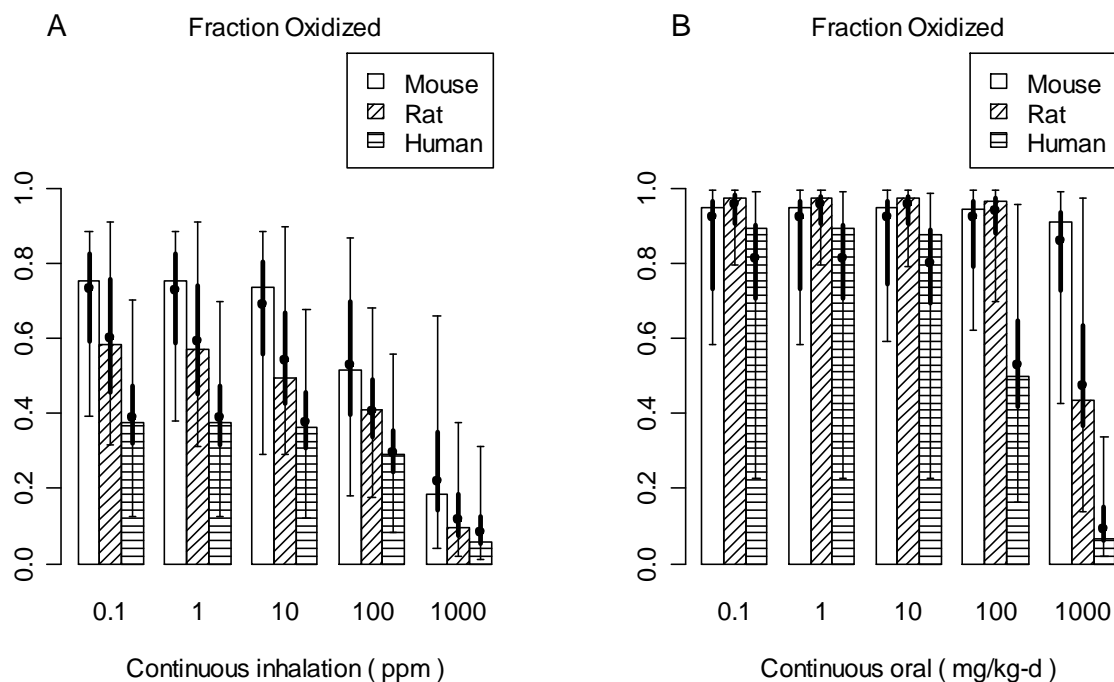 A
Fraction Oxidized
Mouse
Rat
Human
1.0
0.8
0.6
0.4
0.2
0.0
0.1 1 10 100 1000
Continuous inhalation ( ppm )
B
Fraction Oxidized
Mouse
Rat
Human
1.0
0.8
0.6
0.4
0.2
0.0
0.1 1 10 100 1000
Continuous oral ( mg/kg-d )